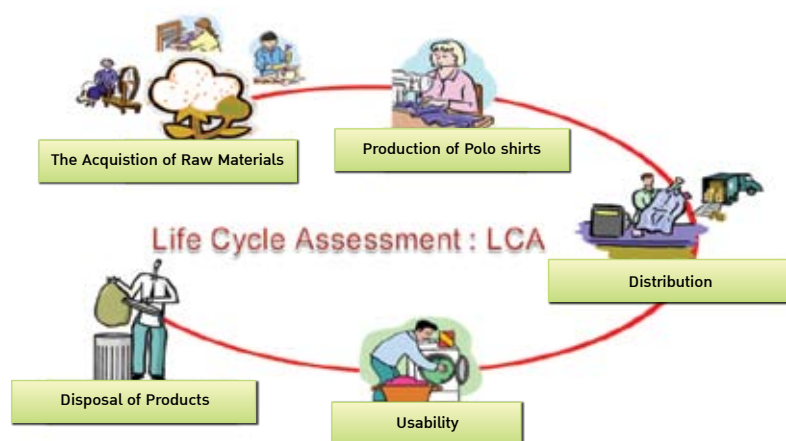 The Acquistion of Raw Materials
Production of Polo shirts
Life Cycle Assessment : LCA
Distribution
Disposal of Products
Usability